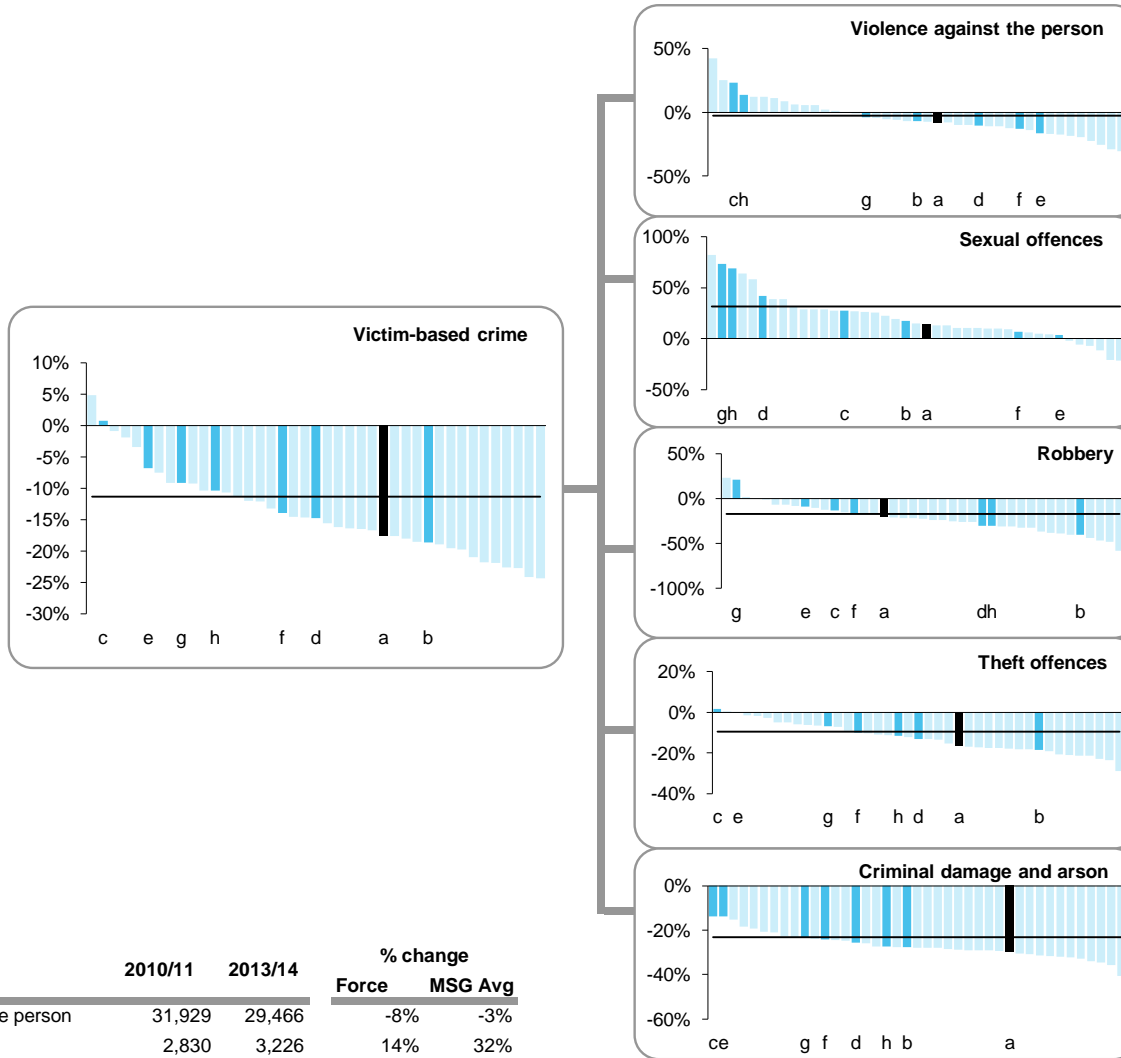 Violence against the person
50%
0%
-50%
ch g b a d f e
Sexual offences
100%
50%
0%
-50%
gh d c b a f e
Victim-based crime
10%
5%
0%
-5%
-10%
-15%
-20%
-25%
-30%
c e g h f d a b
Robbery
50%
0%
-50%
-100%
g e c f a dh b
Theft offences
20%
0%
-20%
-40%
c e g f h d a b
Criminal damage and arson
0%
-20%
-40%
-60%
ce g f d h b a
2010/11 2013/14 % change
Force MSG Avg
e person 31,929 29,466 -8% -3%
2,830 3,226 14% 32%